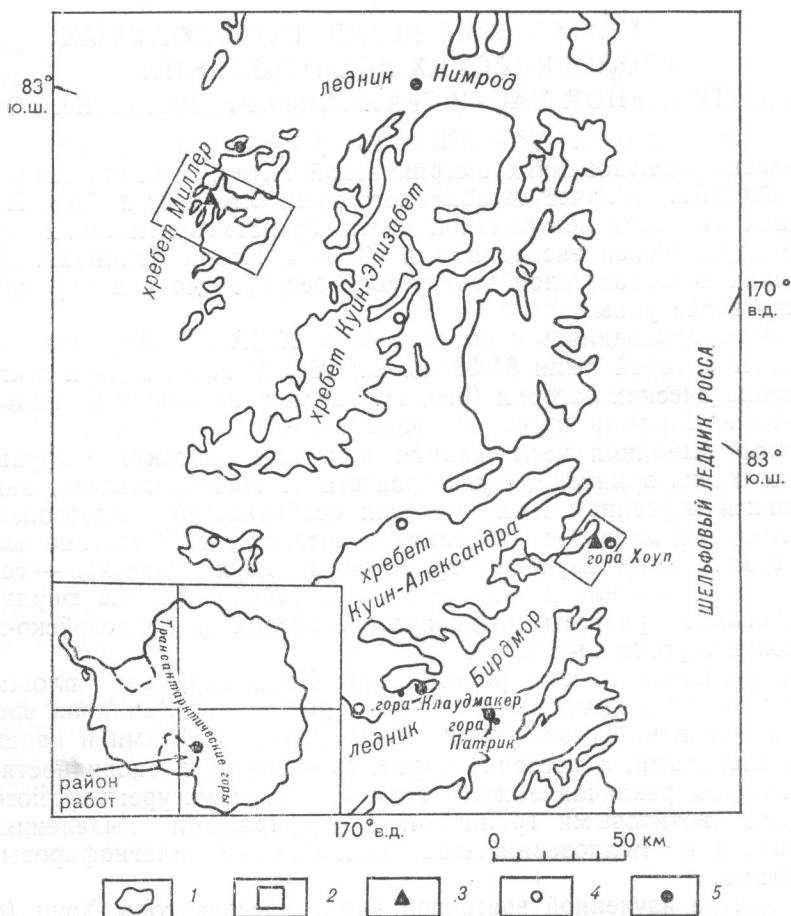 83°
ю.ш.
ледник Нимрод
хребет Миллер
хребет Куин-Элизабет
170°
в.д.
ШЕЛЬФОВЫЙ ЛЕДНИК РОССА
83°
ю.ш.
хребет
Куин-Александра
гора Хоуп
ледник Бирдмор
гора Клаудмакер
гора
Патрик
Трансантарктические горы
район
работ
170° в.д.
0 50 км
1 2 3 4 5